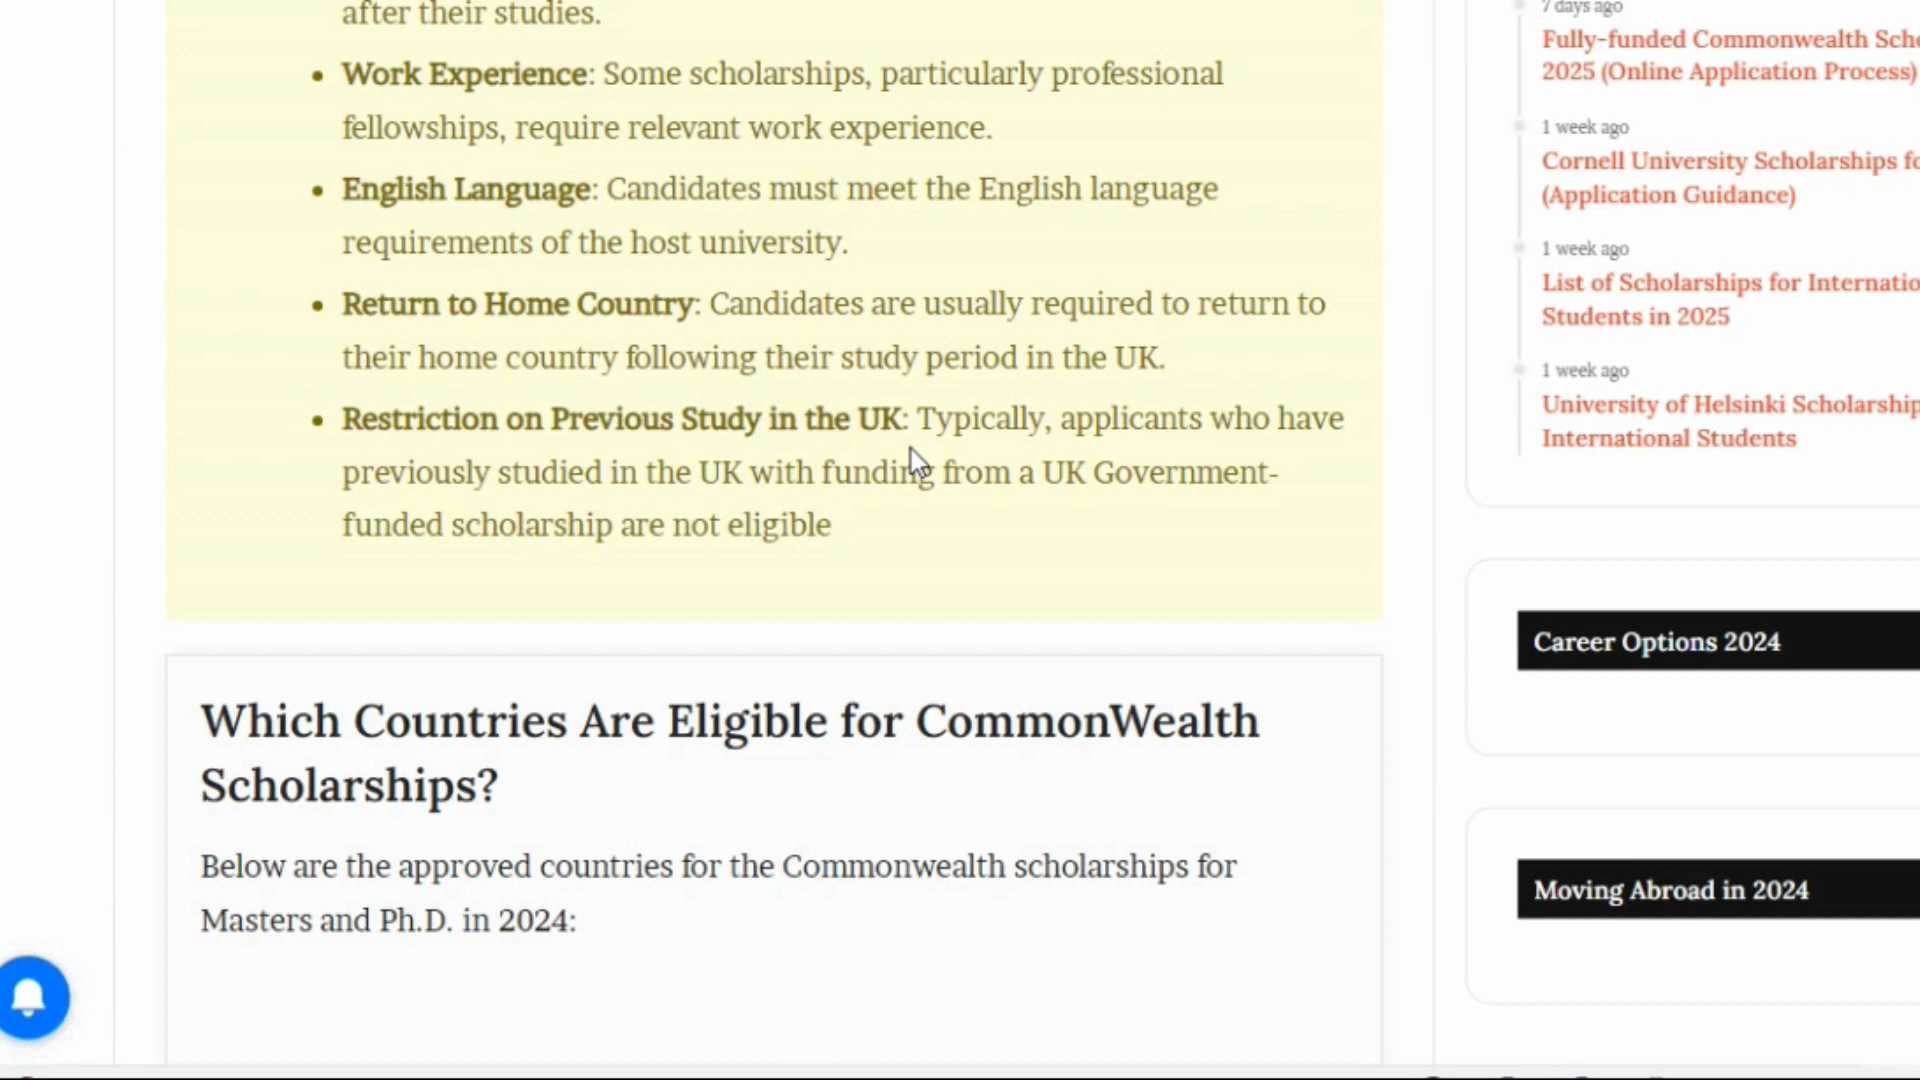 after their studies.
Work Experience: Some scholarships, particularly professional
fellowships, require relevant work experience.
English Language: Candidates must meet the English language
requirements of the host university.
Return to Home Country: Candidates are usually required to return to
their home country following their study period in the UK.
Restriction on Previous Study in the UK: Typically, applicants who have
previously studied in the UK with funding from a UK Government-
funded scholarship are not eligible
Which Countries Are Eligible for CommonWealth
Scholarships?
Below are the approved countries for the Commonwealth scholarships for
Masters and Ph.D. in 2024:
7 days ago
Fully-funded Commonwealth
2025 (Online Application Process)
1 week ago
Cornell University Scholarships
(Application Guidance)
1 week ago
List of Scholarships for
Students in 2025
1 week ago
University of Helsinki
International Students
Career Options 2024
Moving Abroad in 2024